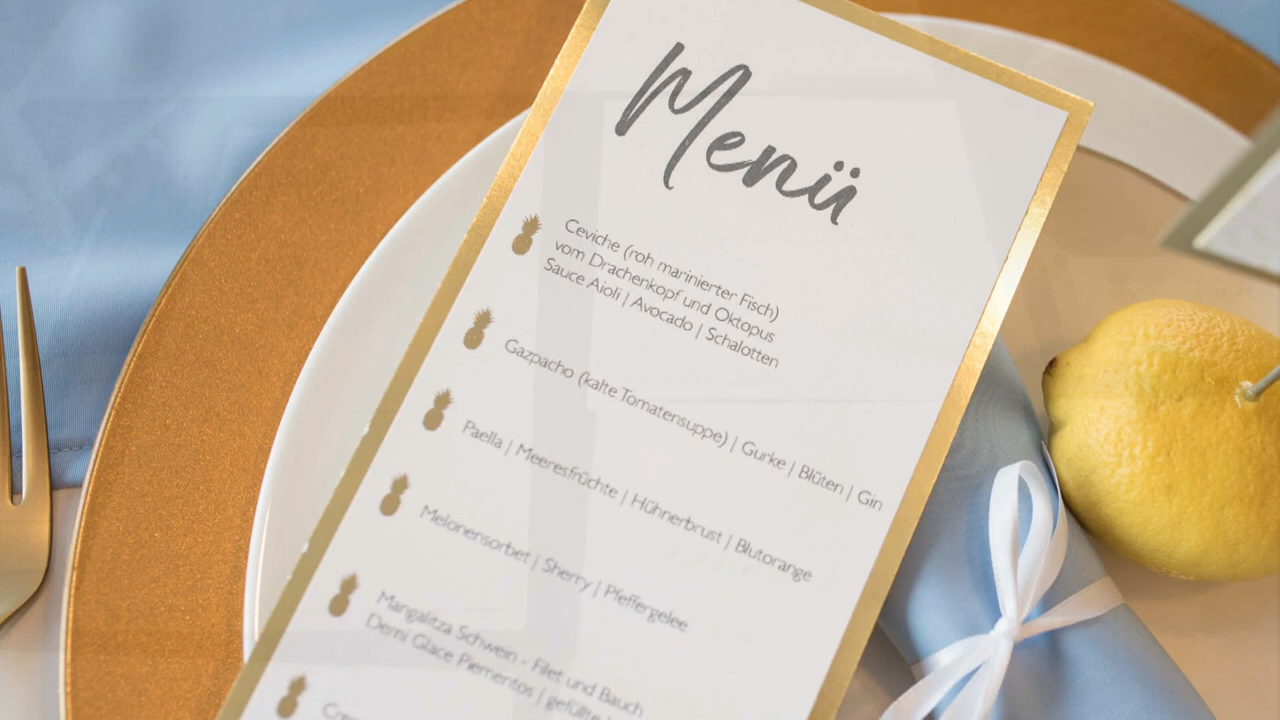 Menü
Ceviche (roh marinierter Fisch)
vom Drachenkopf und Oktopus
Sauce Aioli | Avocado | Schalotten
Gazpacho (kalte Tomatensuppe) | Gurke | Blüten | Gin
Paella | Meeresfrüchte | Hühnerbrust | Blutorange
Melonensorbet | Sherry | Pfeffergelee
Mangalitza Schwein - Filet und Bauch
Demi Glace Piementos |